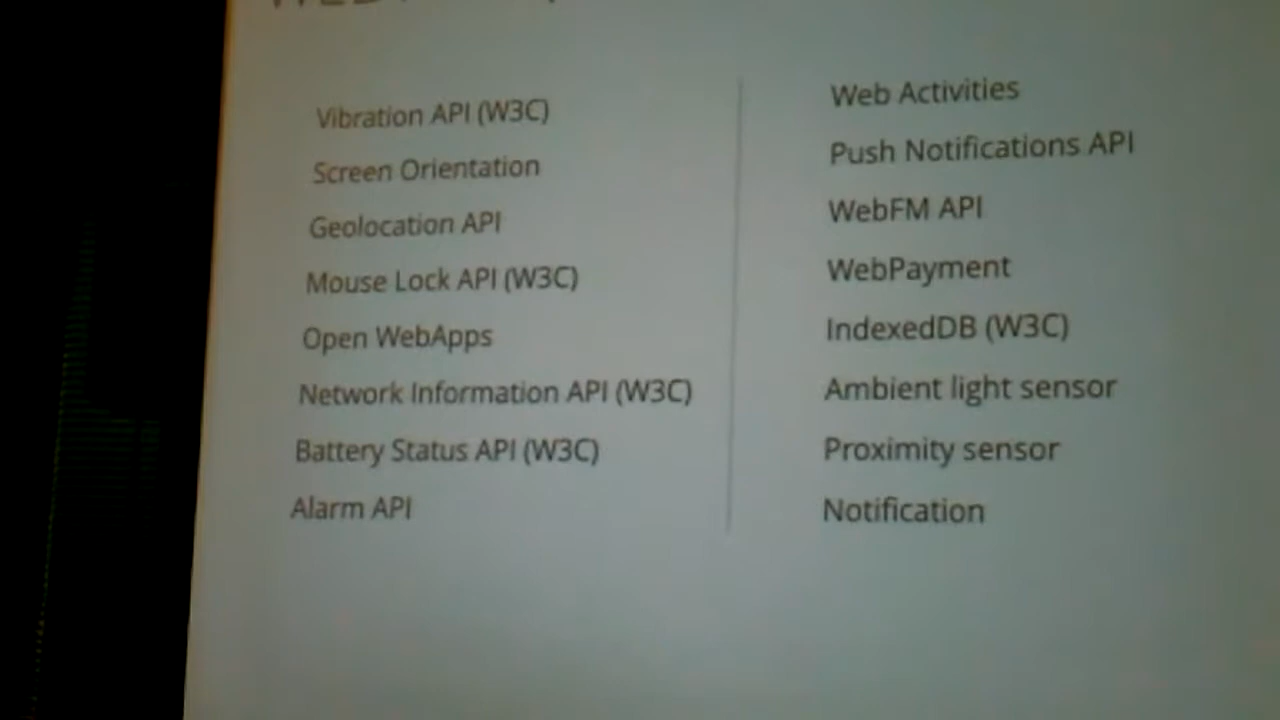 Vibration API (W3C)
Screen Orientation
Geolocation API
Mouse Lock API (W3C)
Open WebApps
Network Information API (W3C)
Battery Status API (W3C)
Alarm API
Web Activities
Push Notifications API
WebFM API
WebPayment
IndexedDB (W3C)
Ambient light sensor
Proximity sensor
Notification